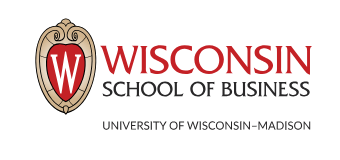 W
WISCONSIN
SCHOOL OF BUSINESS
UNIVERSITY OF WISCONSIN–MADISON